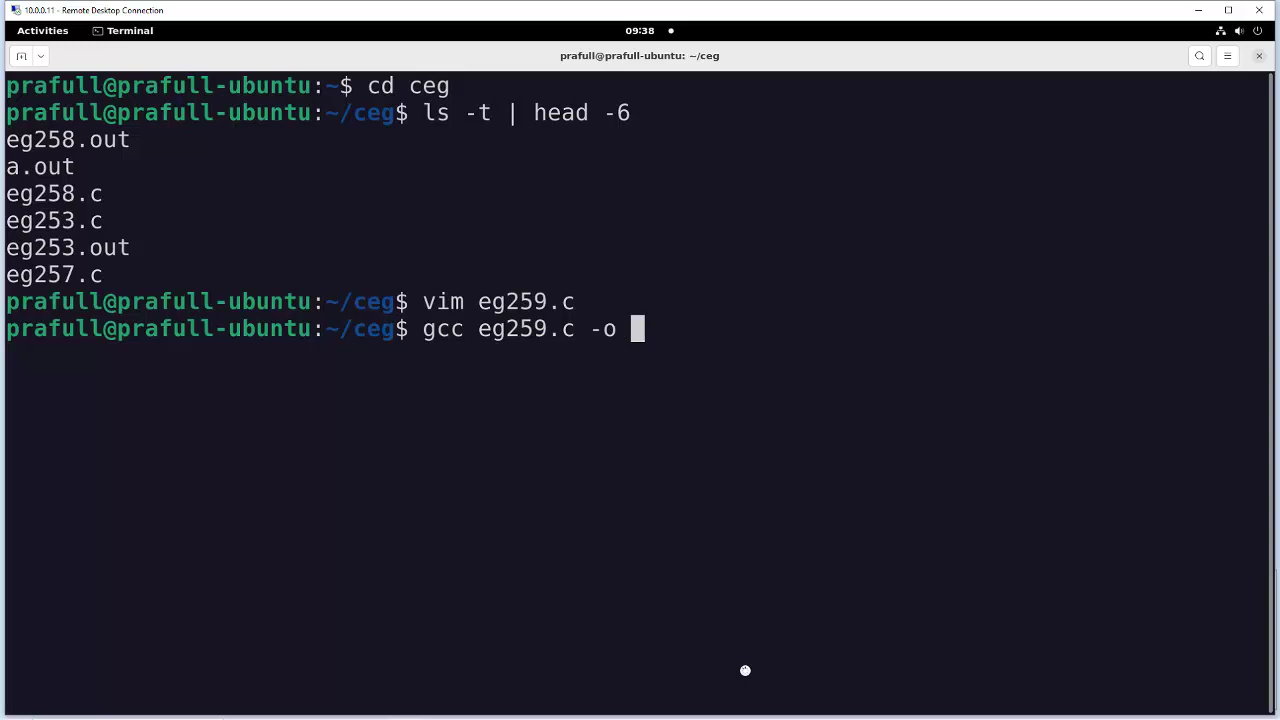 10.0.0.11 - Remote Desktop Connection
Activities Terminal 09:38
prafull@prafull-ubuntu: ~/ceg
prafull@prafull-ubuntu:~$ cd ceg
prafull@prafull-ubuntu:~/ceg$ ls -t | head -6
eg258.out
a.out
eg258.c
eg253.c
eg253.out
eg257.c
prafull@prafull-ubuntu:~/ceg$ vim eg259.c
prafull@prafull-ubuntu:~/ceg$ gcc eg259.c -o